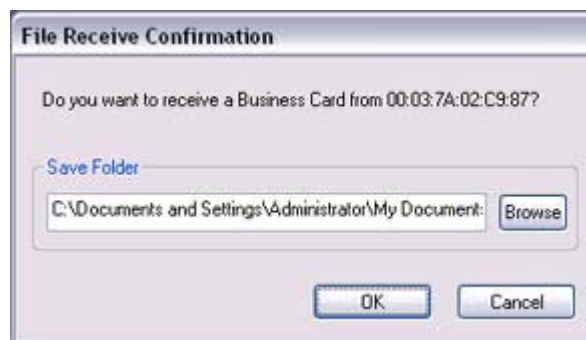 File Receive Confirmation
Do you want to receive a Business Card from 00:03:7A:02:C9:87?
Save Folder
C:\Documents and Settings\Administrator\My Document:
Browse
OK
Cancel